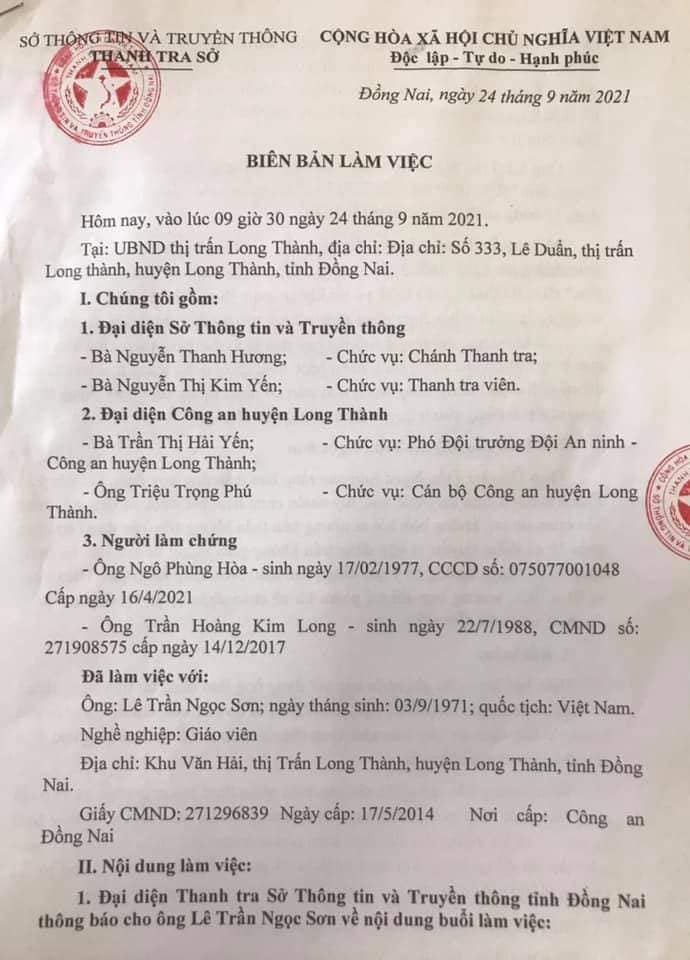 SỞ THÔNG TIN VÀ TRUYỀN THÔNG
THANH TRA SỞ
CỘNG HÒA XÃ HỘI CHỦ NGHĨA VIỆT NAM
Độc lập - Tự do - Hạnh phúc
Đồng Nai, ngày 24 tháng 9 năm 2021
BIÊN BẢN LÀM VIỆC
Hôm nay, vào lúc 09 giờ 30 ngày 24 tháng 9 năm 2021.
Tại: UBND thị trấn Long Thành, địa chỉ: Địa chỉ: Số 333, Lê Duẩn, thị trấn
Long thành, huyện Long Thành, tỉnh Đồng Nai.
I. Chúng tôi gồm:
1. Đại diện Sở Thông tin và Truyền thông
- Bà Nguyễn Thanh Hương; - Chức vụ: Chánh Thanh tra;
- Bà Nguyễn Thị Kim Yến; - Chức vụ: Thanh tra viên.
2. Đại diện Công an huyện Long Thành
- Bà Trần Thị Hải Yến; - Chức vụ: Phó Đội trưởng Đội An ninh -
Công an huyện Long Thành;
- Ông Triệu Trọng Phú - Chức vụ: Cán bộ Công an huyện Long
Thành.
3. Người làm chứng
- Ông Ngô Phùng Hòa - sinh ngày 17/02/1977, CCCD số: 075077001048
Cấp ngày 16/4/2021
- Ông Trần Hoàng Kim Long - sinh ngày 22/7/1988, CMND số:
271908575 cấp ngày 14/12/2017
Đã làm việc với:
Ông: Lê Trần Ngọc Sơn; ngày tháng sinh: 03/9/1971; quốc tịch: Việt Nam.
Nghề nghiệp: Giáo viên
Địa chỉ: Khu Văn Hải, thị Trấn Long Thành, huyện Long Thành, tỉnh Đồng
Nai.
Giấy CMND: 271296839 Ngày cấp: 17/5/2014 Nơi cấp: Công an
Đồng Nai
II. Nội dung làm việc:
1. Đại diện Thanh tra Sở Thông tin và Truyền thông tỉnh Đồng Nai
thông báo cho ông Lê Trần Ngọc Sơn về nội dung buổi làm việc: